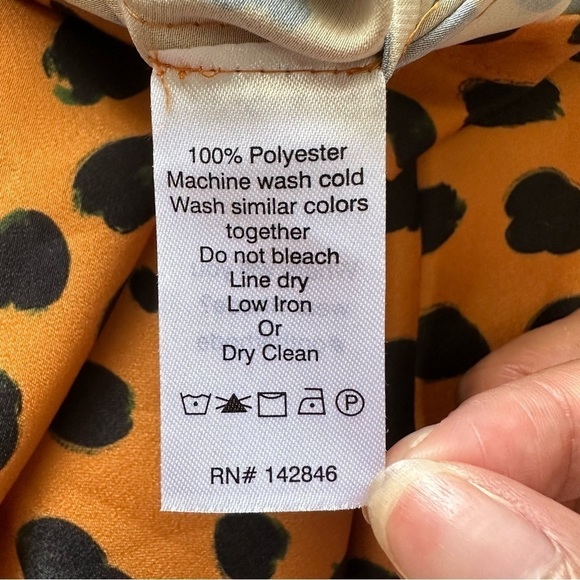 100% Polyester
Machine wash cold
Wash similar colors
together
Do not bleach
Line dry
Low Iron
Or
Dry Clean
P
RN# 142846